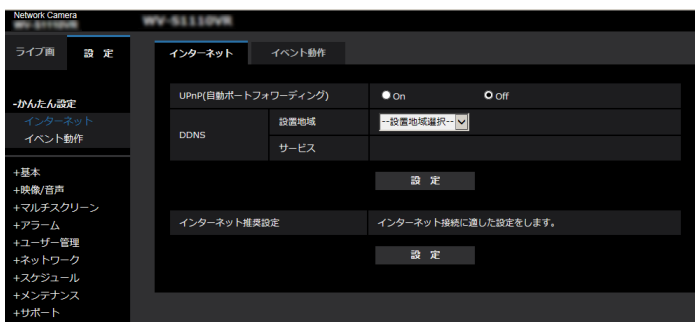 Network Camera
WV-S1110VR
WV-S1110VR
ライブ画 設 定
インターネット イベント動作
-かんたん設定
インターネット
イベント動作
+基本
+映像/音声
+マルチスクリーン
+アラーム
+ユーザー管理
+ネットワーク
+スケジュール
+メンテナンス
+サポート
UPnP(自動ポートフォワーディング) On Off
DDNS
設置地域 --設置地域選択--
サービス
設 定
インターネット推奨設定 インターネット接続に適した設定をします。
設 定